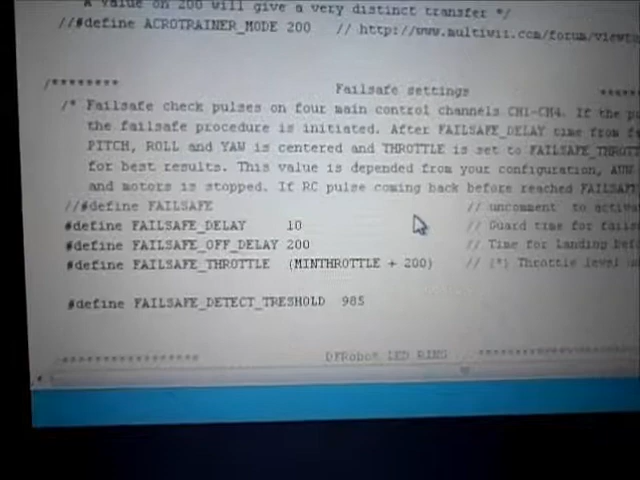 A value on 200 will give a very distinct transfer */
//#define ACROTRAINER_MODE 200 // http://www.multiwii.com/forum/viewto
/******** Failsafe settings *****
/* Failsafe check pulses on four main control channels CH1-CH4. If the pu
the failsafe procedure is initiated. After FAILSAFE_DELAY time from f
PITCH, ROLL and YAW is centered and THROTTLE is set to FAILSAFE_THROTT
for best results. This value is depended from your configuration, AUW
and motors is stopped. If RC pulse coming back before reached FAILSAF
//#define FAILSAFE // uncomment to activa
#define FAILSAFE_DELAY 10 // Guard time for failsa
#define FAILSAFE_OFF_DELAY 200 // Time for Landing befo
#define FAILSAFE_THROTTLE (MINTHROTTLE + 200) // (*) Throttle level u
#define FAILSAFE_DETECT_TRESHOLD 985
/***************** DFRobot LED RING ******************